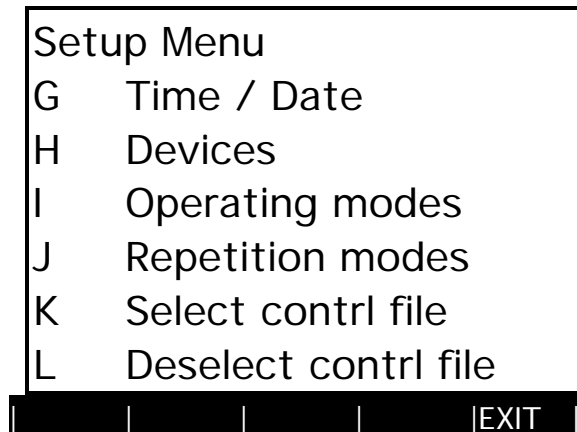 Setup Menu
G Time / Date
H Devices
I Operating modes
J Repetition modes
K Select contrl file
L Deselect contrl file
EXIT